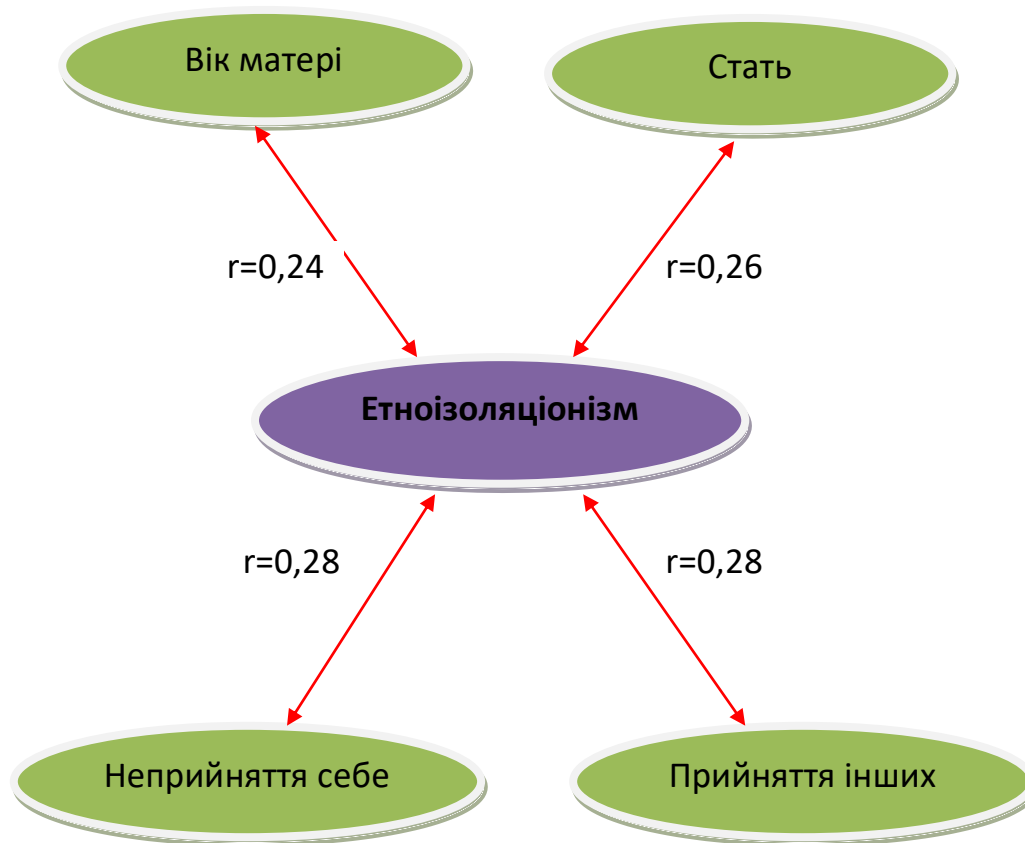 Вік матері
Стать
r=0,24
r=0,26
Етноізоляціонізм
r=0,28
r=0,28
Неприйняття себе
Прийняття інших